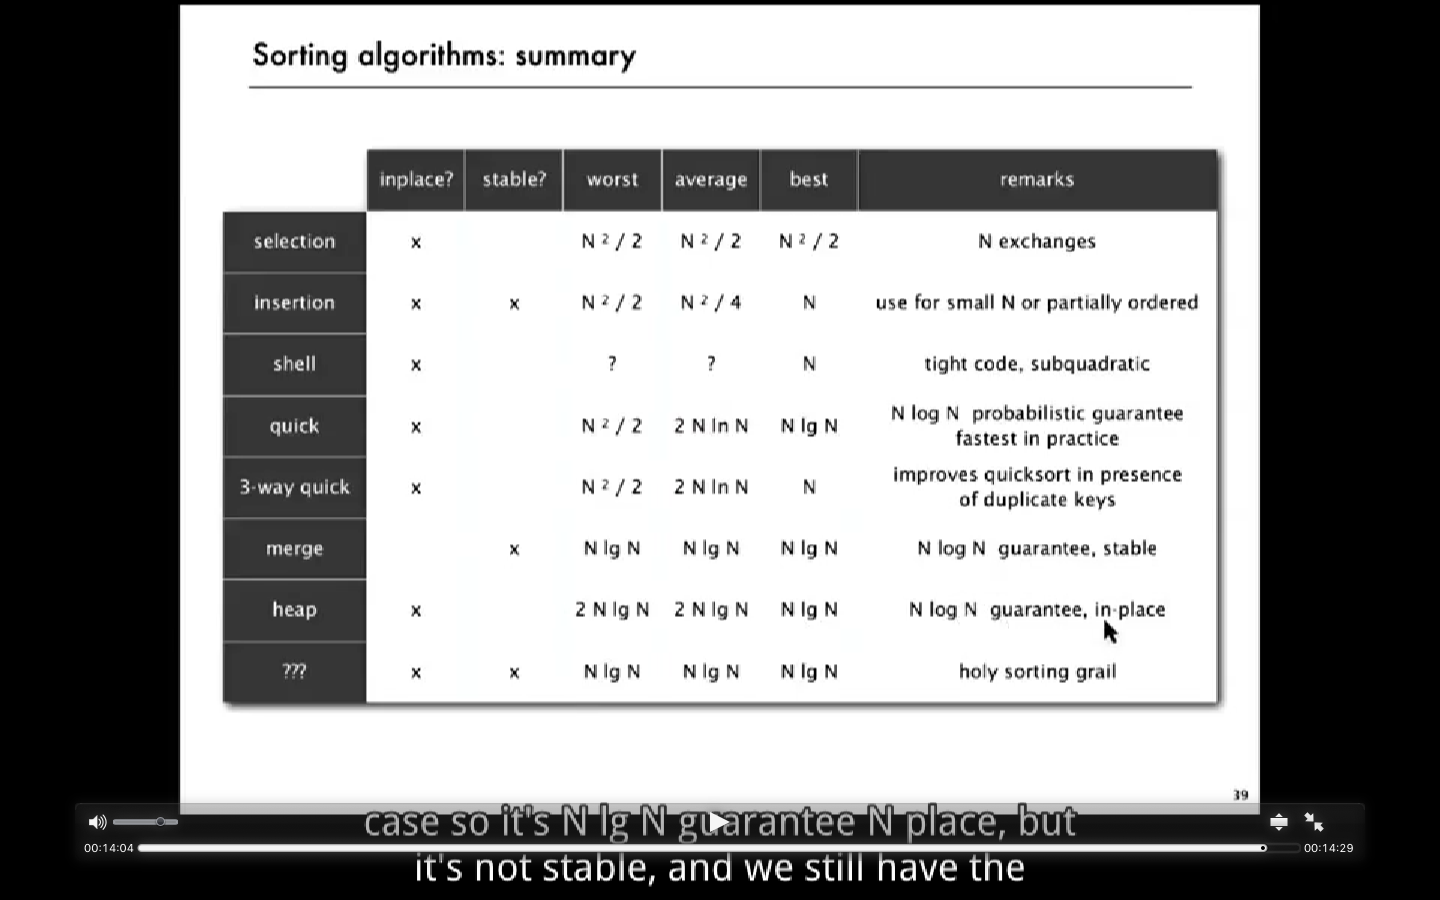 Sorting algorithms: summary
inplace? stable? worst average best remarks
selection x N ² / 2 N ² / 2 N ² / 2 N exchanges
insertion x x N ² / 2 N ² / 4 N use for small N or partially ordered
shell x ? ? N tight code, subquadratic
quick x N ² / 2 2 N ln N N lg N N log N probabilistic guarantee
fastest in practice
3-way quick x N ² / 2 2 N ln N N improves quicksort in presence
of duplicate keys
merge x N lg N N lg N N lg N N log N guarantee, stable
heap x 2 N lg N 2 N lg N N lg N N log N guarantee, in-place
??? x x N lg N N lg N N lg N holy sorting grail
39
case so it's N lg N guarantee N place, but
00:14:04 00:14:29
it's not stable, and we still have the